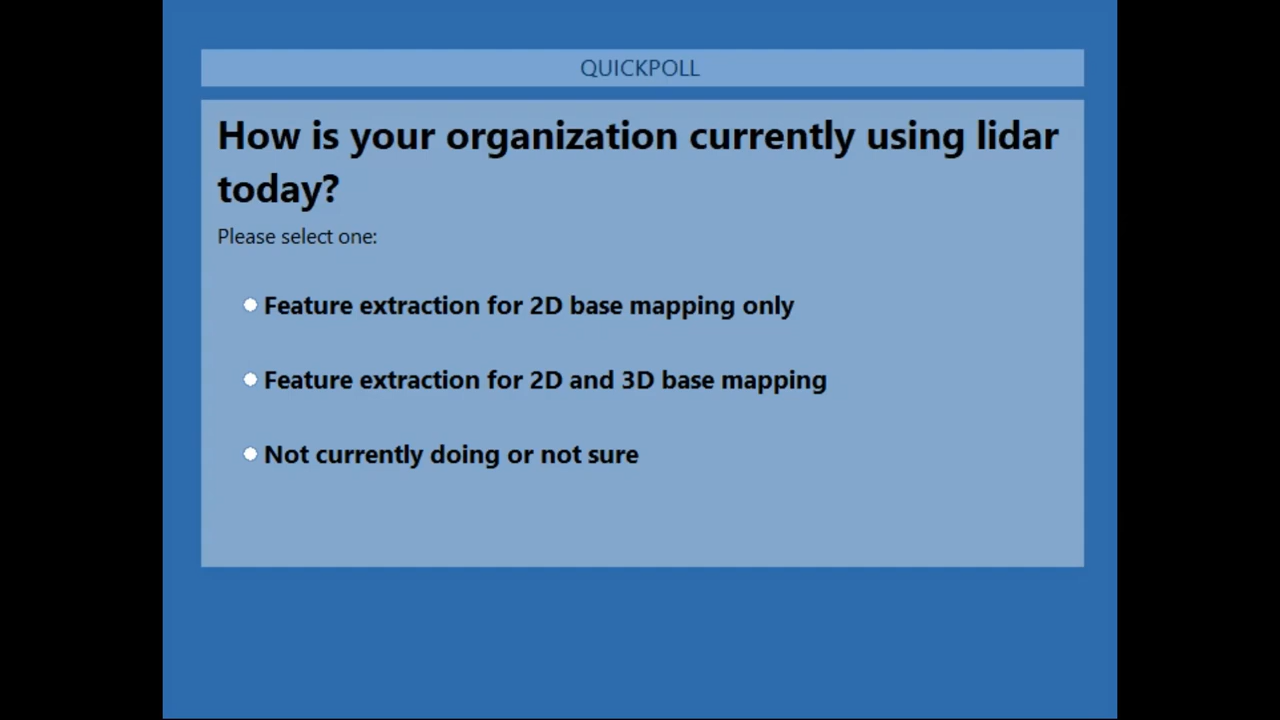 QUICKPOLL
How is your organization currently using lidar
today?
Please select one:
Feature extraction for 2D base mapping only
Feature extraction for 2D and 3D base mapping
Not currently doing or not sure